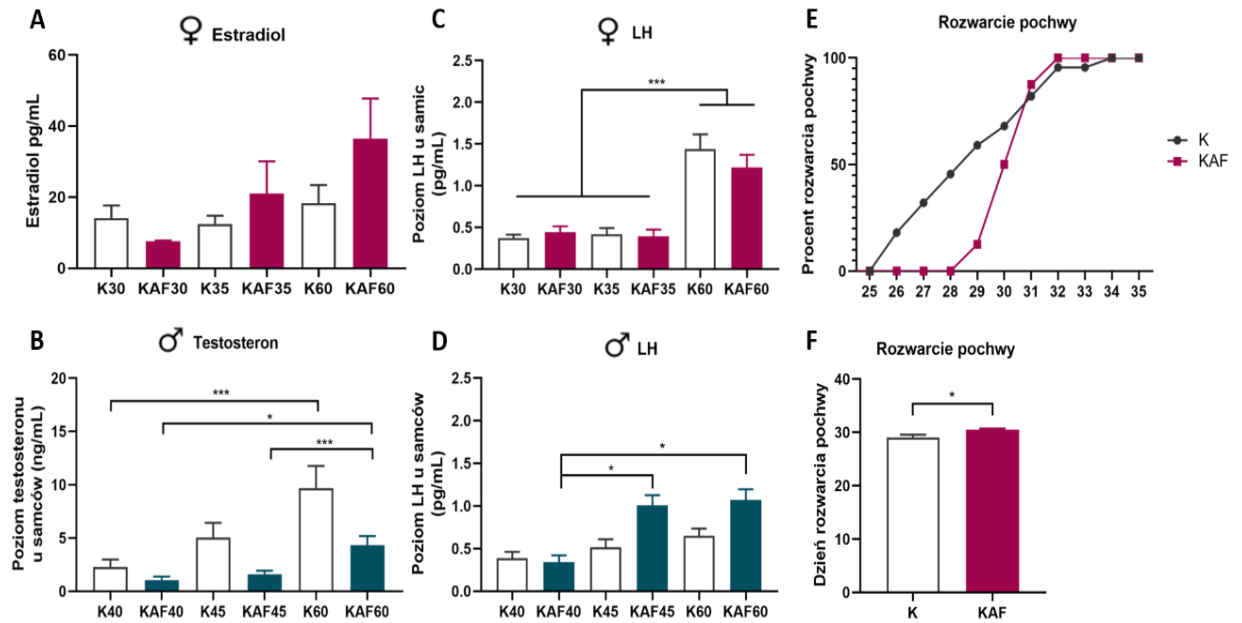 A
♀ Estradiol
Estradiol pg/mL
60
40
20
0
K30 KAF30 K35 KAF35 K60 KAF60
C
♀ LH
Poziom LH u samic
(pg/mL)
2.5
2.0
1.5
1.0
0.5
0.0
***
K30 KAF30 K35 KAF35 K60 KAF60
E
Rozwarcie pochwy
Procent rozwarcia pochwy
100
50
0
25 26 27 28 29 30 31 32 33 34 35
K
KAF
B
♂ Testosteron
Poziom testosteronu
u samców (ng/mL)
20
15
10
5
0
***
*
***
K40 KAF40 K45 KAF45 K60 KAF60
D
♂ LH
Poziom LH u samców
(pg/mL)
2.5
2.0
1.5
1.0
0.5
0.0
*
*
K40 KAF40 K45 KAF45 K60 KAF60
F
Rozwarcie pochwy
Dzień rozwarcia pochwy
40
30
20
10
0
*
K KAF